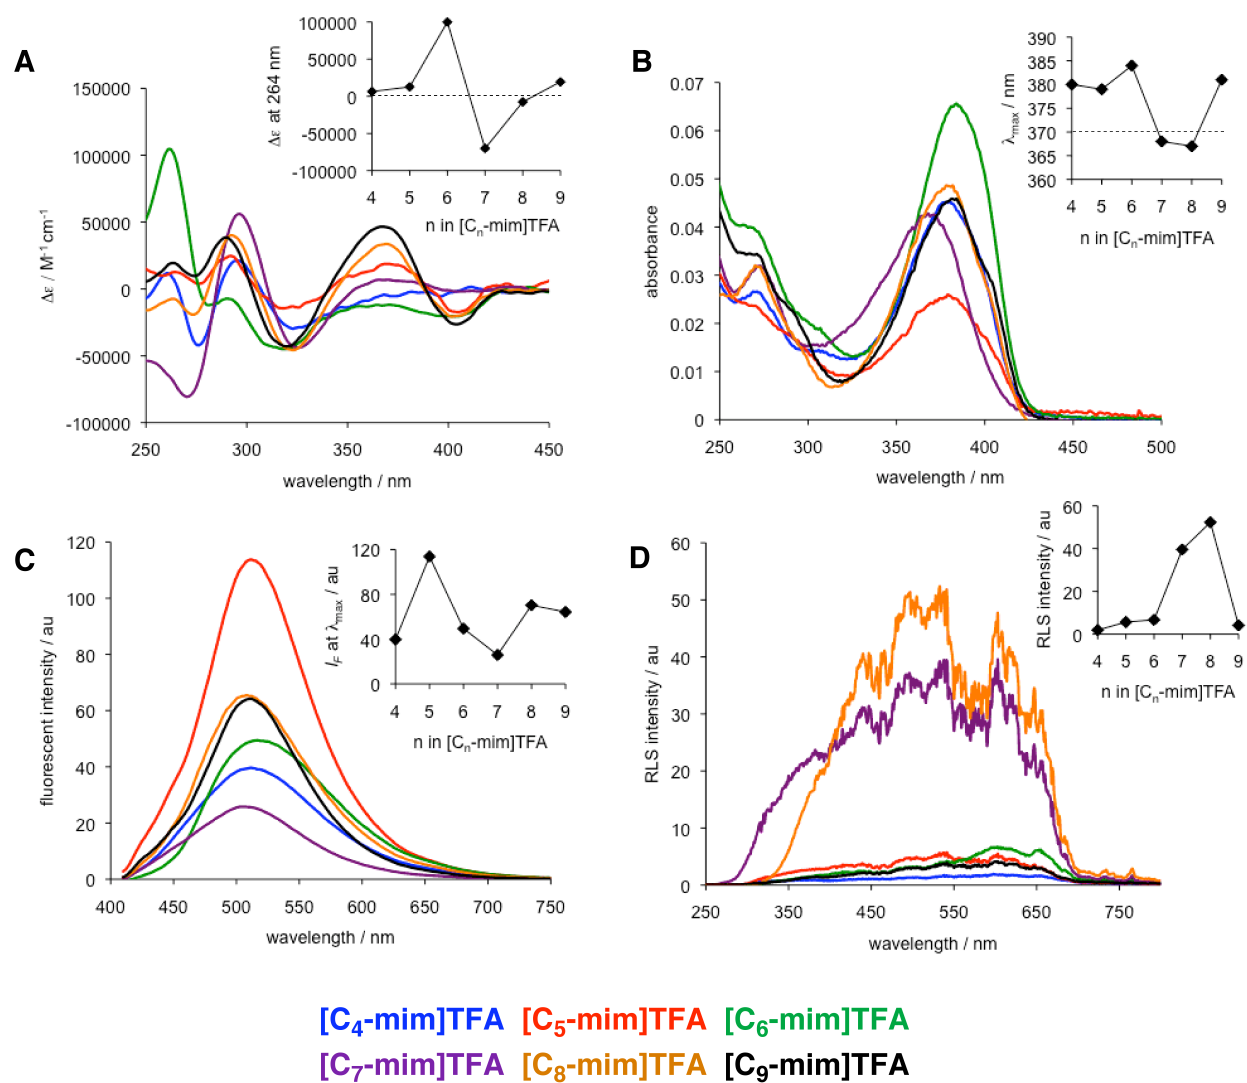 A
150000
100000
50000
0
-50000
-100000
250 300 350 400 450
wavelength / nm
Δε / M⁻¹cm⁻¹
100000
50000
0
-50000
-100000
4 5 6 7 8 9
n in [Cₙ-mim]TFA
Δε at 264 nm
B
0.07
0.06
0.05
0.04
0.03
0.02
0.01
0
250 300 350 400 450 500
wavelength / nm
absorbance
390
385
380
375
370
365
360
4 5 6 7 8 9
n in [Cₙ-mim]TFA
λmax / nm
C
120
100
80
60
40
20
0
400 450 500 550 600 650 700 750
wavelength / nm
fluorescent intensity / au
120
80
40
0
4 5 6 7 8 9
n in [Cₙ-mim]TFA
IF at λmax / au
D
60
50
40
30
20
10
0
250 350 450 550 650 750
wavelength / nm
RLS intensity / au
60
40
20
0
4 5 6 7 8 9
n in [Cₙ-mim]TFA
RLS intensity / au
[C₄-mim]TFA [C₅-mim]TFA [C₆-mim]TFA
[C₇-mim]TFA [C₈-mim]TFA [C₉-mim]TFA